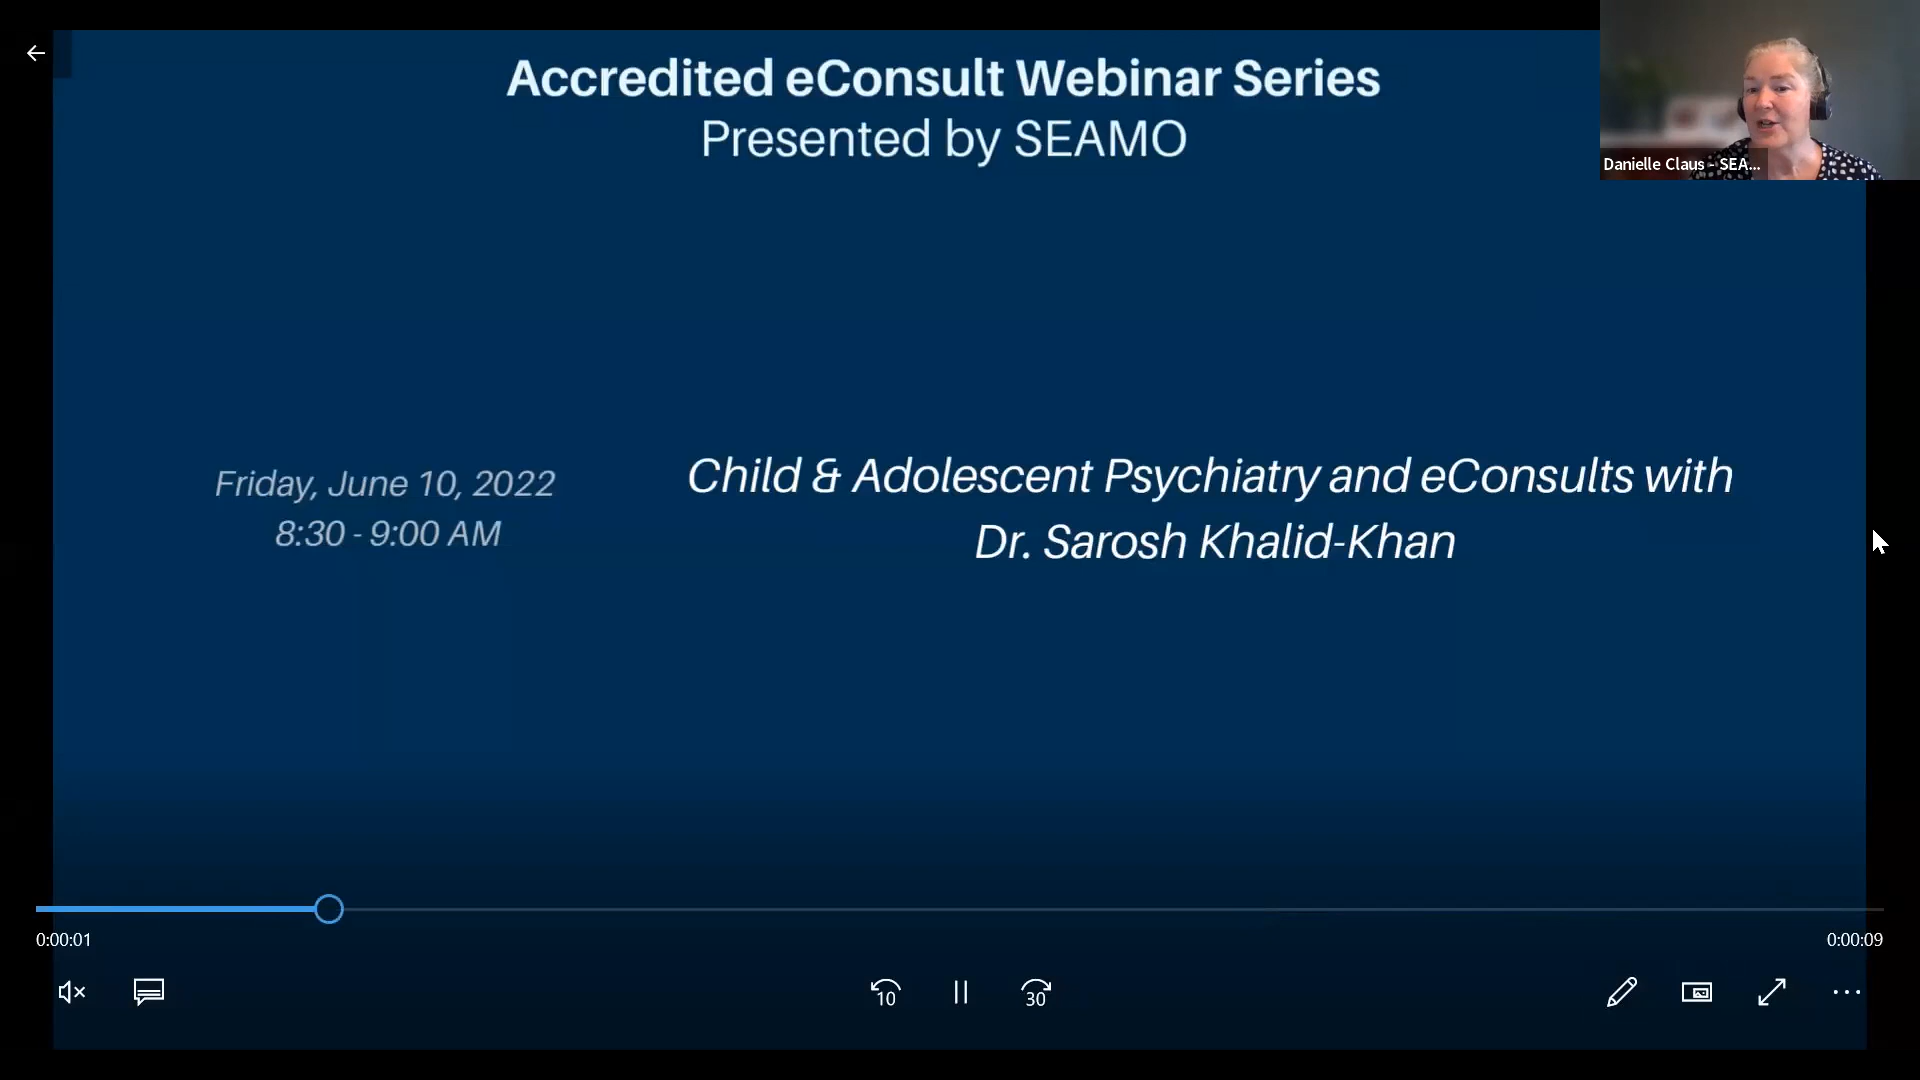 Accredited eConsult Webinar Series
Presented by SEAMO
Danielle Claus - SEA...
Friday, June 10, 2022
8:30 - 9:00 AM
Child & Adolescent Psychiatry and eConsults with
Dr. Sarosh Khalid-Khan
0:00:01
0:00:09
10
30